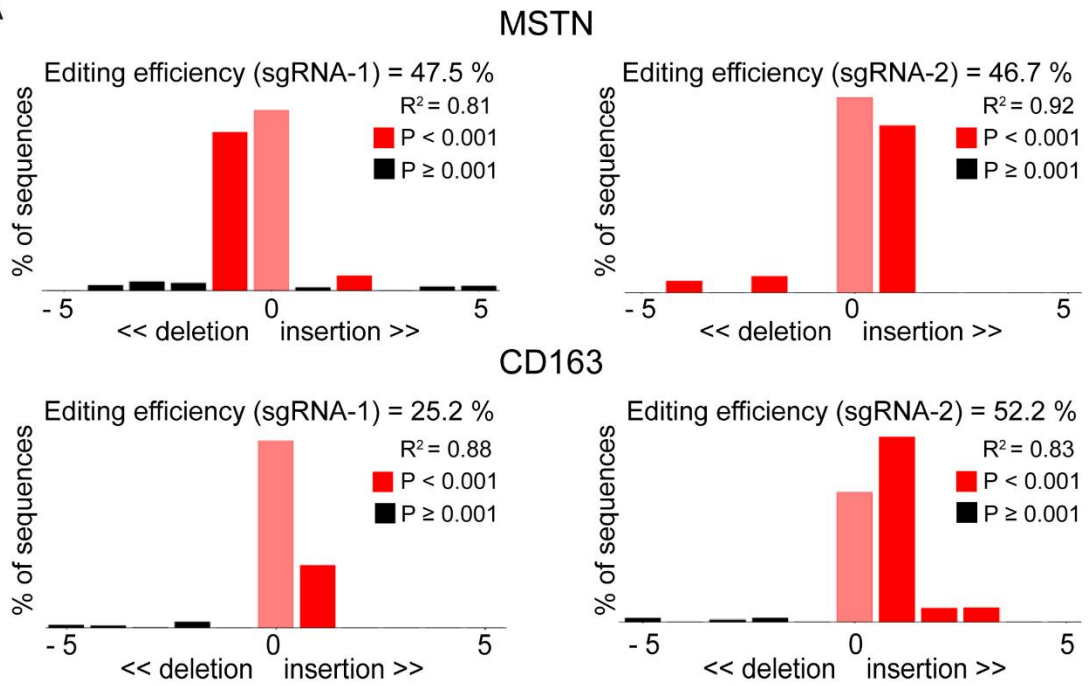 A
MSTN
Editing efficiency (sgRNA-1) = 47.5 %
R² = 0.81
P < 0.001
P ≥ 0.001
% of sequences
- 5 0 5
<< deletion insertion >>
Editing efficiency (sgRNA-2) = 46.7 %
R² = 0.92
P < 0.001
P ≥ 0.001
% of sequences
- 5 0 5
<< deletion insertion >>
CD163
Editing efficiency (sgRNA-1) = 25.2 %
R² = 0.88
P < 0.001
P ≥ 0.001
% of sequences
- 5 0 5
<< deletion insertion >>
Editing efficiency (sgRNA-2) = 52.2 %
R² = 0.83
P < 0.001
P ≥ 0.001
% of sequences
- 5 0 5
<< deletion insertion >>